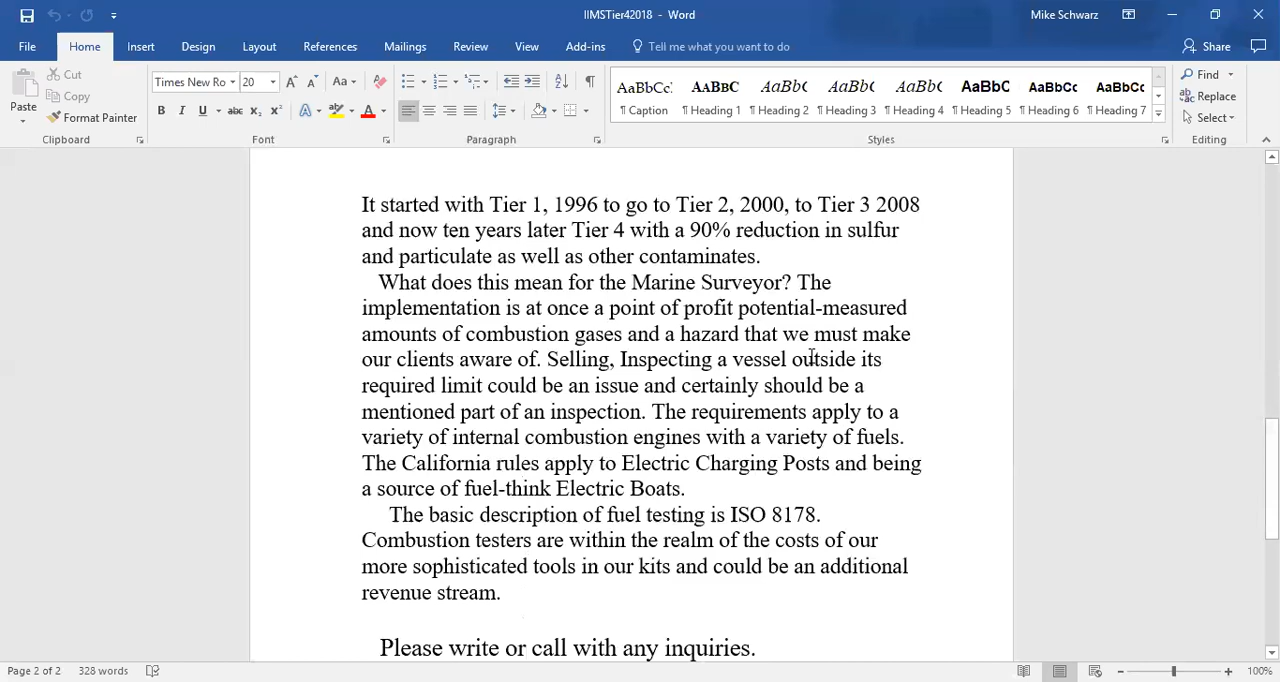 IIMSTier42018 - Word
Mike Schwarz
File Home Insert Design Layout References Mailings Review View Add-ins Tell me what you want to do Share
Paste
Cut
Copy
Format Painter
Times New Ro 20
Aa
B I U abc x₂ x²
AaBbCc AaBbCc AaBbC AaBbC AaBbC AaBbC AaBbCc AaBbCc
¶ Caption ¶ Heading 1 ¶ Heading 2 ¶ Heading 3 ¶ Heading 4 ¶ Heading 5 ¶ Heading 6 ¶ Heading 7
Find
Replace
Select
Clipboard Font Paragraph Styles Editing
It started with Tier 1, 1996 to go to Tier 2, 2000, to Tier 3 2008
and now ten years later Tier 4 with a 90% reduction in sulfur
and particulate as well as other contaminates.
What does this mean for the Marine Surveyor? The
implementation is at once a point of profit potential-measured
amounts of combustion gases and a hazard that we must make
our clients aware of. Selling, Inspecting a vessel outside its
required limit could be an issue and certainly should be a
mentioned part of an inspection. The requirements apply to a
variety of internal combustion engines with a variety of fuels.
The California rules apply to Electric Charging Posts and being
a source of fuel-think Electric Boats.
The basic description of fuel testing is ISO 8178.
Combustion testers are within the realm of the costs of our
more sophisticated tools in our kits and could be an additional
revenue stream.
Please write or call with any inquiries.
Page 2 of 2 328 words
100%